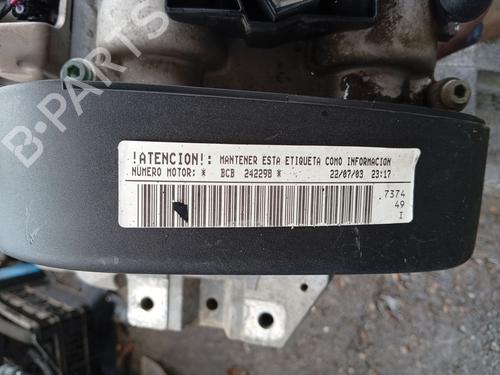 !ATENCION!: MANTENER ESTA ETIQUETA COMO INFORMACION
NUMERO MOTOR: * BCB 242298 * 22/07/03 23:17
.7374
49
I
B-PARTS